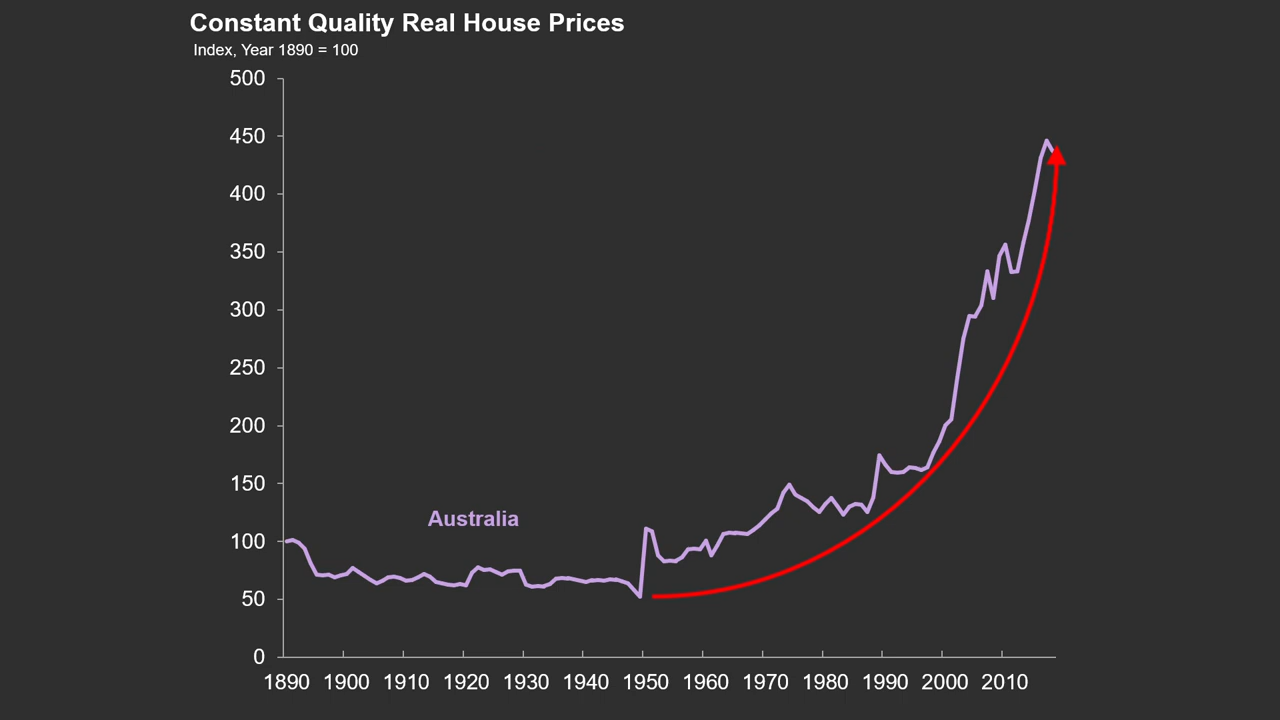 Constant Quality Real House Prices
Index, Year 1890 = 100
500
450
400
350
300
250
200
150
Australia
100
50
0
1890 1900 1910 1920 1930 1940 1950 1960 1970 1980 1990 2000 2010